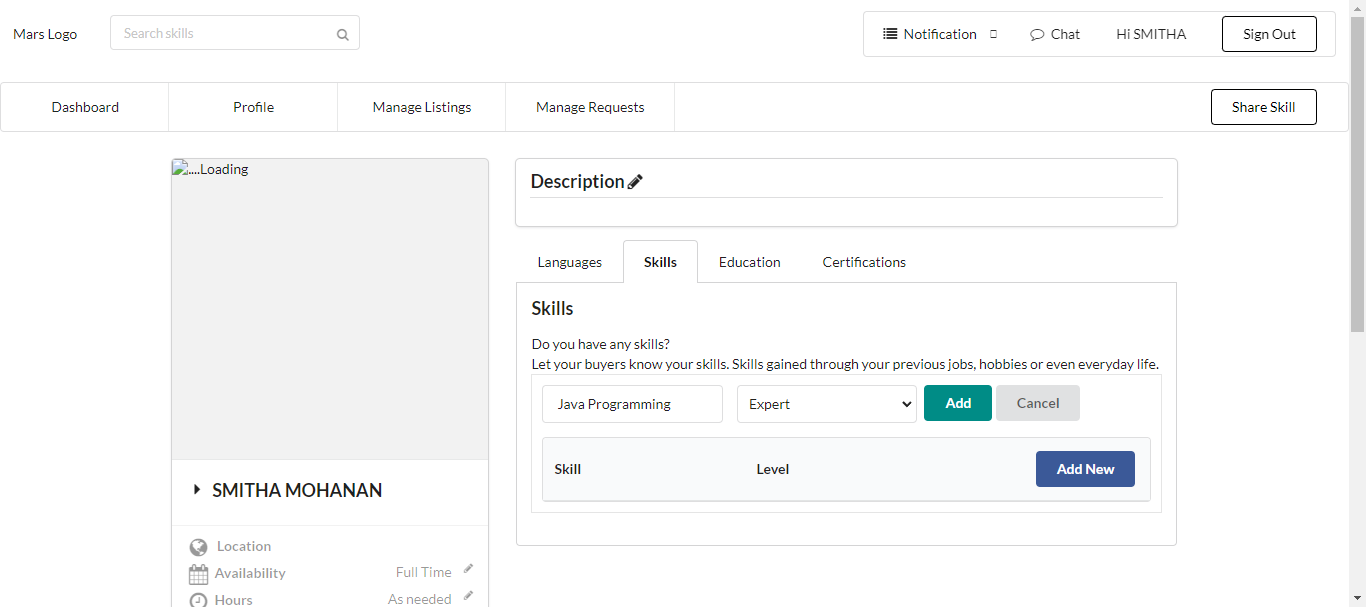 Mars Logo
Search skills
Notification
Chat
Hi SMITHA
Sign Out
Dashboard
Profile
Manage Listings
Manage Requests
Share Skill
....Loading
SMITHA MOHANAN
Location
Availability
Full Time
Hours
As needed
Description
Languages
Skills
Education
Certifications
Skills
Do you have any skills?
Let your buyers know your skills. Skills gained through your previous jobs, hobbies or even everyday life.
Java Programming
Expert
Add
Cancel
Skill
Level
Add New